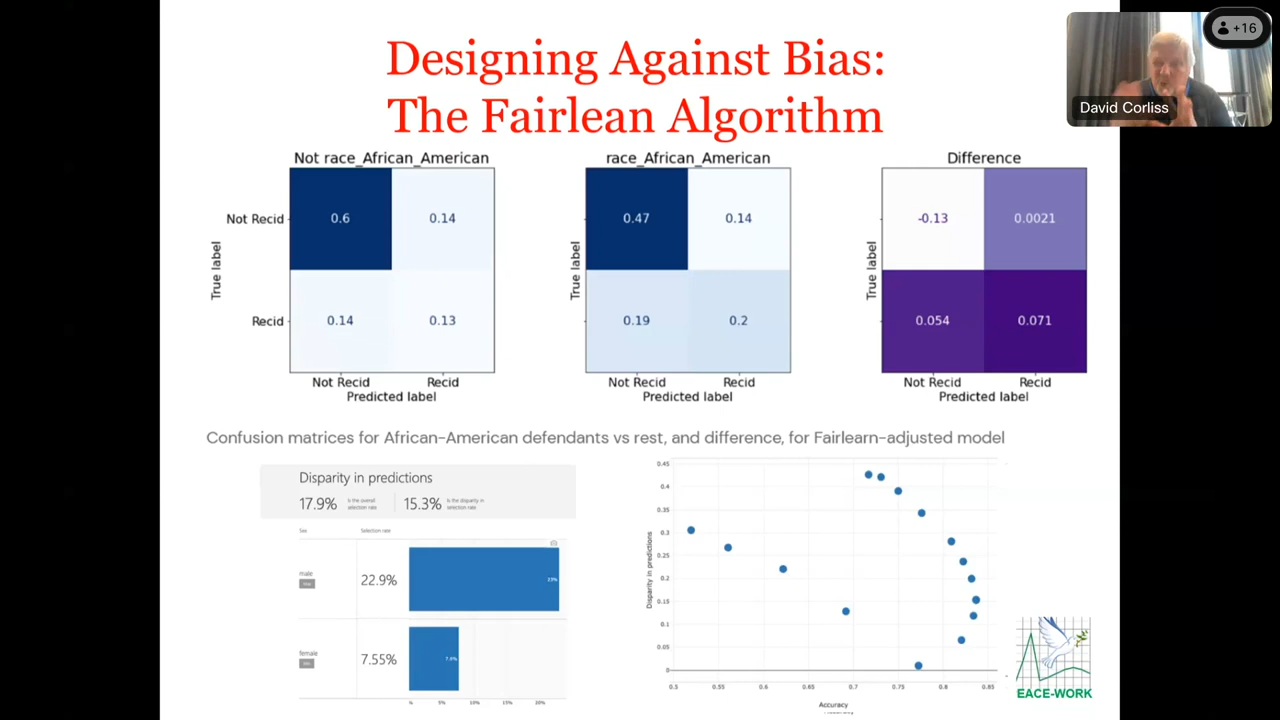 Designing Against Bias:
The Fairlean Algorithm
+16
David Corliss
Not race_African_American
True label
Not Recid
0.6
0.14
Recid
0.14
0.13
Not Recid
Recid
Predicted label
race_African_American
True label
0.47
0.14
0.19
0.2
Not Recid
Recid
Predicted label
Difference
True label
-0.13
0.0021
0.054
0.071
Not Recid
Recid
Predicted label
Confusion matrices for African-American defendants vs rest, and difference, for Fairlearn-adjusted model
Disparity in predictions
17.9%
Is the overall
selection rate
15.3%
Is the disparity in
selection rate
Sex
Selection rate
male
22.9%
23%
female
7.55%
7.6%
%
5%
10%
15%
20%
Disparity in predictions
0.45
0.4
0.35
0.3
0.25
0.2
0.15
0.1
0.05
0
0.5
0.55
0.6
0.65
0.7
0.75
0.8
0.85
Accuracy
EACE-WORK